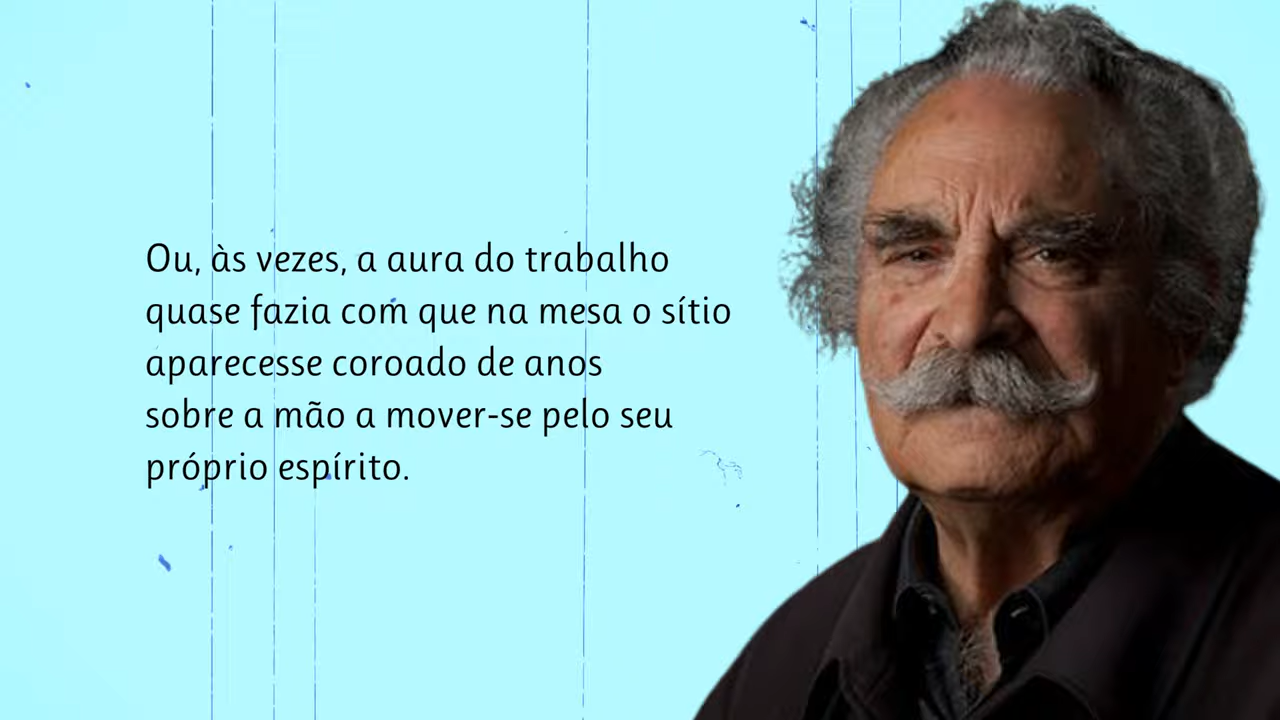 Ou, às vezes, a aura do trabalho
quase fazia com que na mesa o sítio
aparecesse coroado de anos
sobre a mão a mover-se pelo seu
próprio espírito.